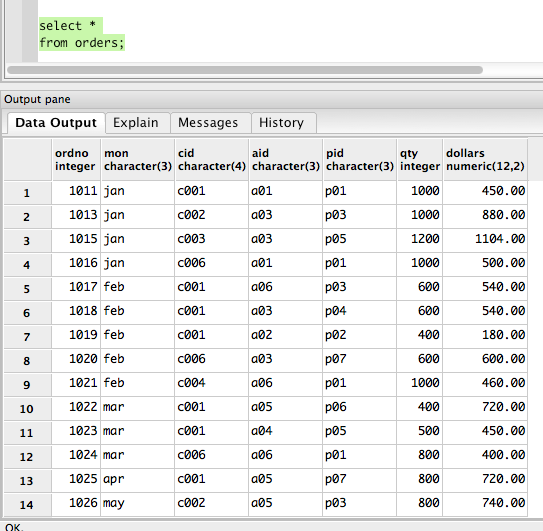 select *
from orders;
Output pane
Data Output Explain Messages History
ordno mon cid aid pid qty dollars
integer character(3) character(4) character(3) character(3) integer numeric(12,2)
1 1011 jan c001 a01 p01 1000 450.00
2 1013 jan c002 a03 p03 1000 880.00
3 1015 jan c003 a03 p05 1200 1104.00
4 1016 jan c006 a01 p01 1000 500.00
5 1017 feb c001 a06 p03 600 540.00
6 1018 feb c001 a03 p04 600 540.00
7 1019 feb c001 a02 p02 400 180.00
8 1020 feb c006 a03 p07 600 600.00
9 1021 feb c004 a06 p01 1000 460.00
10 1022 mar c001 a05 p06 400 720.00
11 1023 mar c001 a04 p05 500 450.00
12 1024 mar c006 a06 p01 800 400.00
13 1025 apr c001 a05 p07 800 720.00
14 1026 may c002 a05 p03 800 740.00
OK.